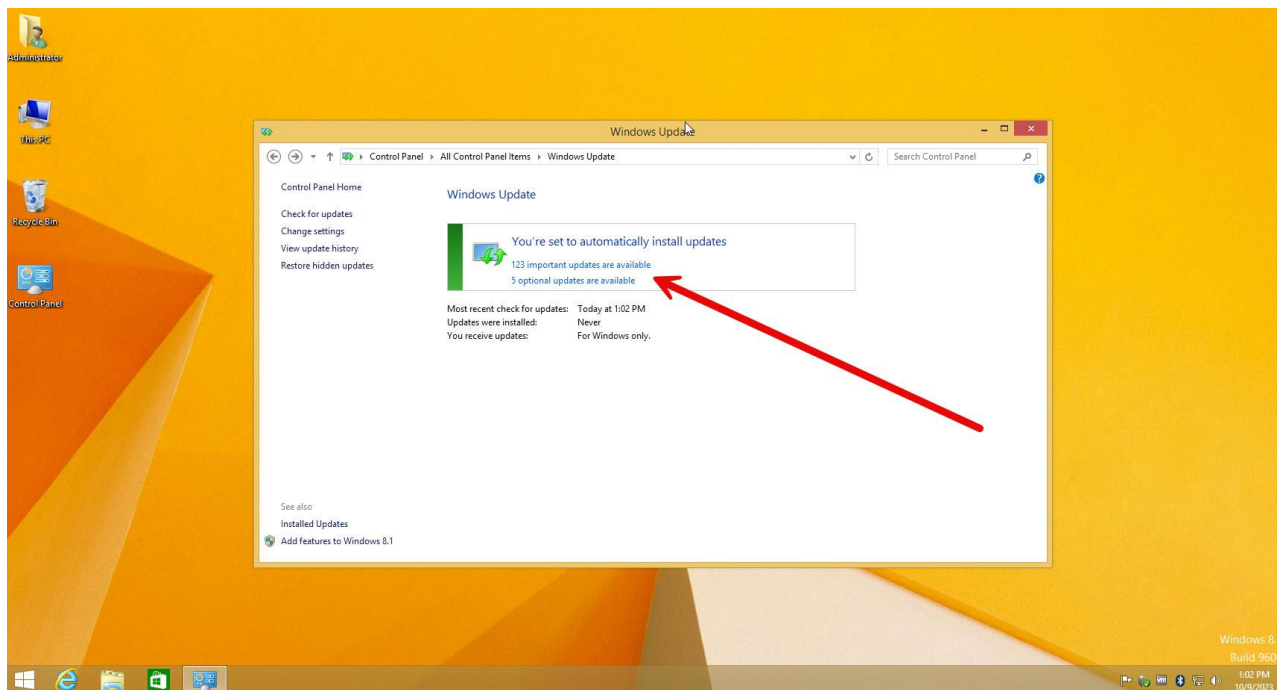 Administrator
This PC
Recycle Bin
Control Panel
Windows Update
Control Panel
All Control Panel Items
Windows Update
Search Control Panel
Control Panel Home
Check for updates
Change settings
View update history
Restore hidden updates
Windows Update
You're set to automatically install updates
123 important updates are available
5 optional updates are available
Most recent check for updates: Today at 1:02 PM
Updates were installed: Never
You receive updates: For Windows only.
See also
Installed Updates
Add features to Windows 8.1
Windows 8.
Build 960
1:02 PM
10/9/2023